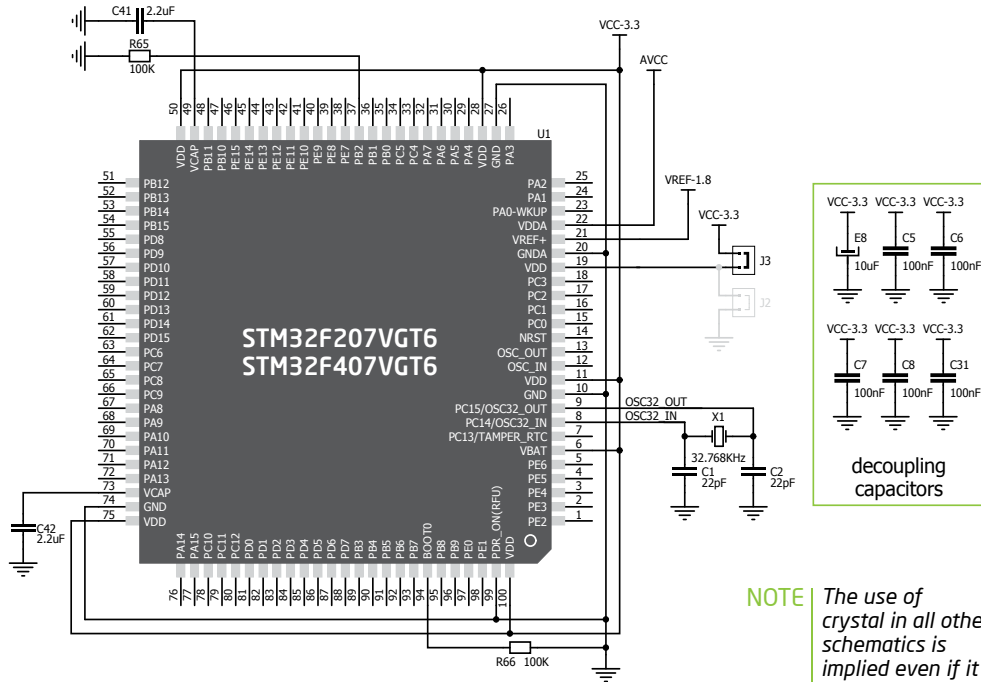 C41 2.2uF
R65
100K
VCC-3.3
AVCC
50 49 48 47 46 45 44 43 42 41 40 39 38 37 36 35 34 33 32 31 30 29 28 27 26
U1
VDD VCAP PB11 PB10 PE15 PE14 PE13 PE12 PE11 PE10 PE9 PE8 PE7 PB2 PB1 PB0 PC5 PC4 PA7 PA6 PA5 PA4 VDD GND PA3
51 PB12
52 PB13
53 PB14
54 PB15
55 PD8
56 PD9
57 PD10
58 PD11
59 PD12
60 PD13
61 PD14
62 PD15
63 PC6
64 PC7
65 PC8
66 PC9
67 PA8
68 PA9
69 PA10
70 PA11
71 PA12
72 PA13
73 VCAP
74 GND
75 VDD
STM32F207VGT6
STM32F407VGT6
PA2 25
PA1 24
PA0-WKUP 23
VDDA 22
VREF+ 21
GNDA 20
VDD 19
PC3 18
PC2 17
PC1 16
PC0 15
NRST 14
OSC_OUT 13
OSC_IN 12
VDD 11
GND 10
PC15/OSC32_OUT 9
PC14/OSC32_IN 8
PC13/TAMPER_RTC 7
VBAT 6
PE6 5
PE5 4
PE4 3
PE3 2
PE2 1
PA14 PA15 PC10 PC11 PC12 PD0 PD1 PD2 PD3 PD4 PD5 PD6 PD7 PB3 PB4 PB5 PB6 PB7 BOOT0 PB8 PB9 PE0 PE1 PDR_ON(RFU) VDD
76 77 78 79 80 81 82 83 84 85 86 87 88 89 90 91 92 93 94 95 96 97 98 99 100
C42
2.2uF
R66 100K
VREF-1.8
VCC-3.3
J3
J2
OSC32_OUT
OSC32_IN
X1
32.768KHz
C1
22pF
C2
22pF
VCC-3.3 VCC-3.3 VCC-3.3
E8 C5 C6
10uF 100nF 100nF
VCC-3.3 VCC-3.3 VCC-3.3
C7 C8 C31
100nF 100nF 100nF
decoupling
capacitors
NOTE The use of
crystal in all othe
schematics is
implied even if it